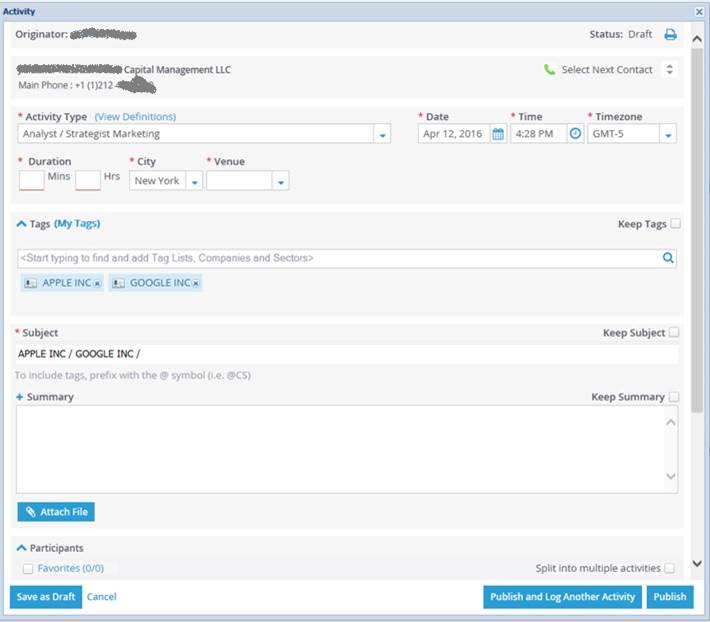 Activity
Originator:
Status: Draft
Capital Management LLC
Select Next Contact
Main Phone : +1 (1)212
* Activity Type (View Definitions)
* Date
* Time
* Timezone
Analyst / Strategist Marketing
Apr 12, 2016
4:28 PM
GMT-5
* Duration
* City
* Venue
Mins
Hrs
New York
Tags (My Tags)
Keep Tags
<Start typing to find and add Tag Lists, Companies and Sectors>
APPLE INC
GOOGLE INC
* Subject
Keep Subject
APPLE INC / GOOGLE INC /
To include tags, prefix with the @ symbol (i.e. @CS)
+ Summary
Keep Summary
Attach File
Participants
Favorites (0/0)
Split into multiple activities
Save as Draft
Cancel
Publish and Log Another Activity
Publish